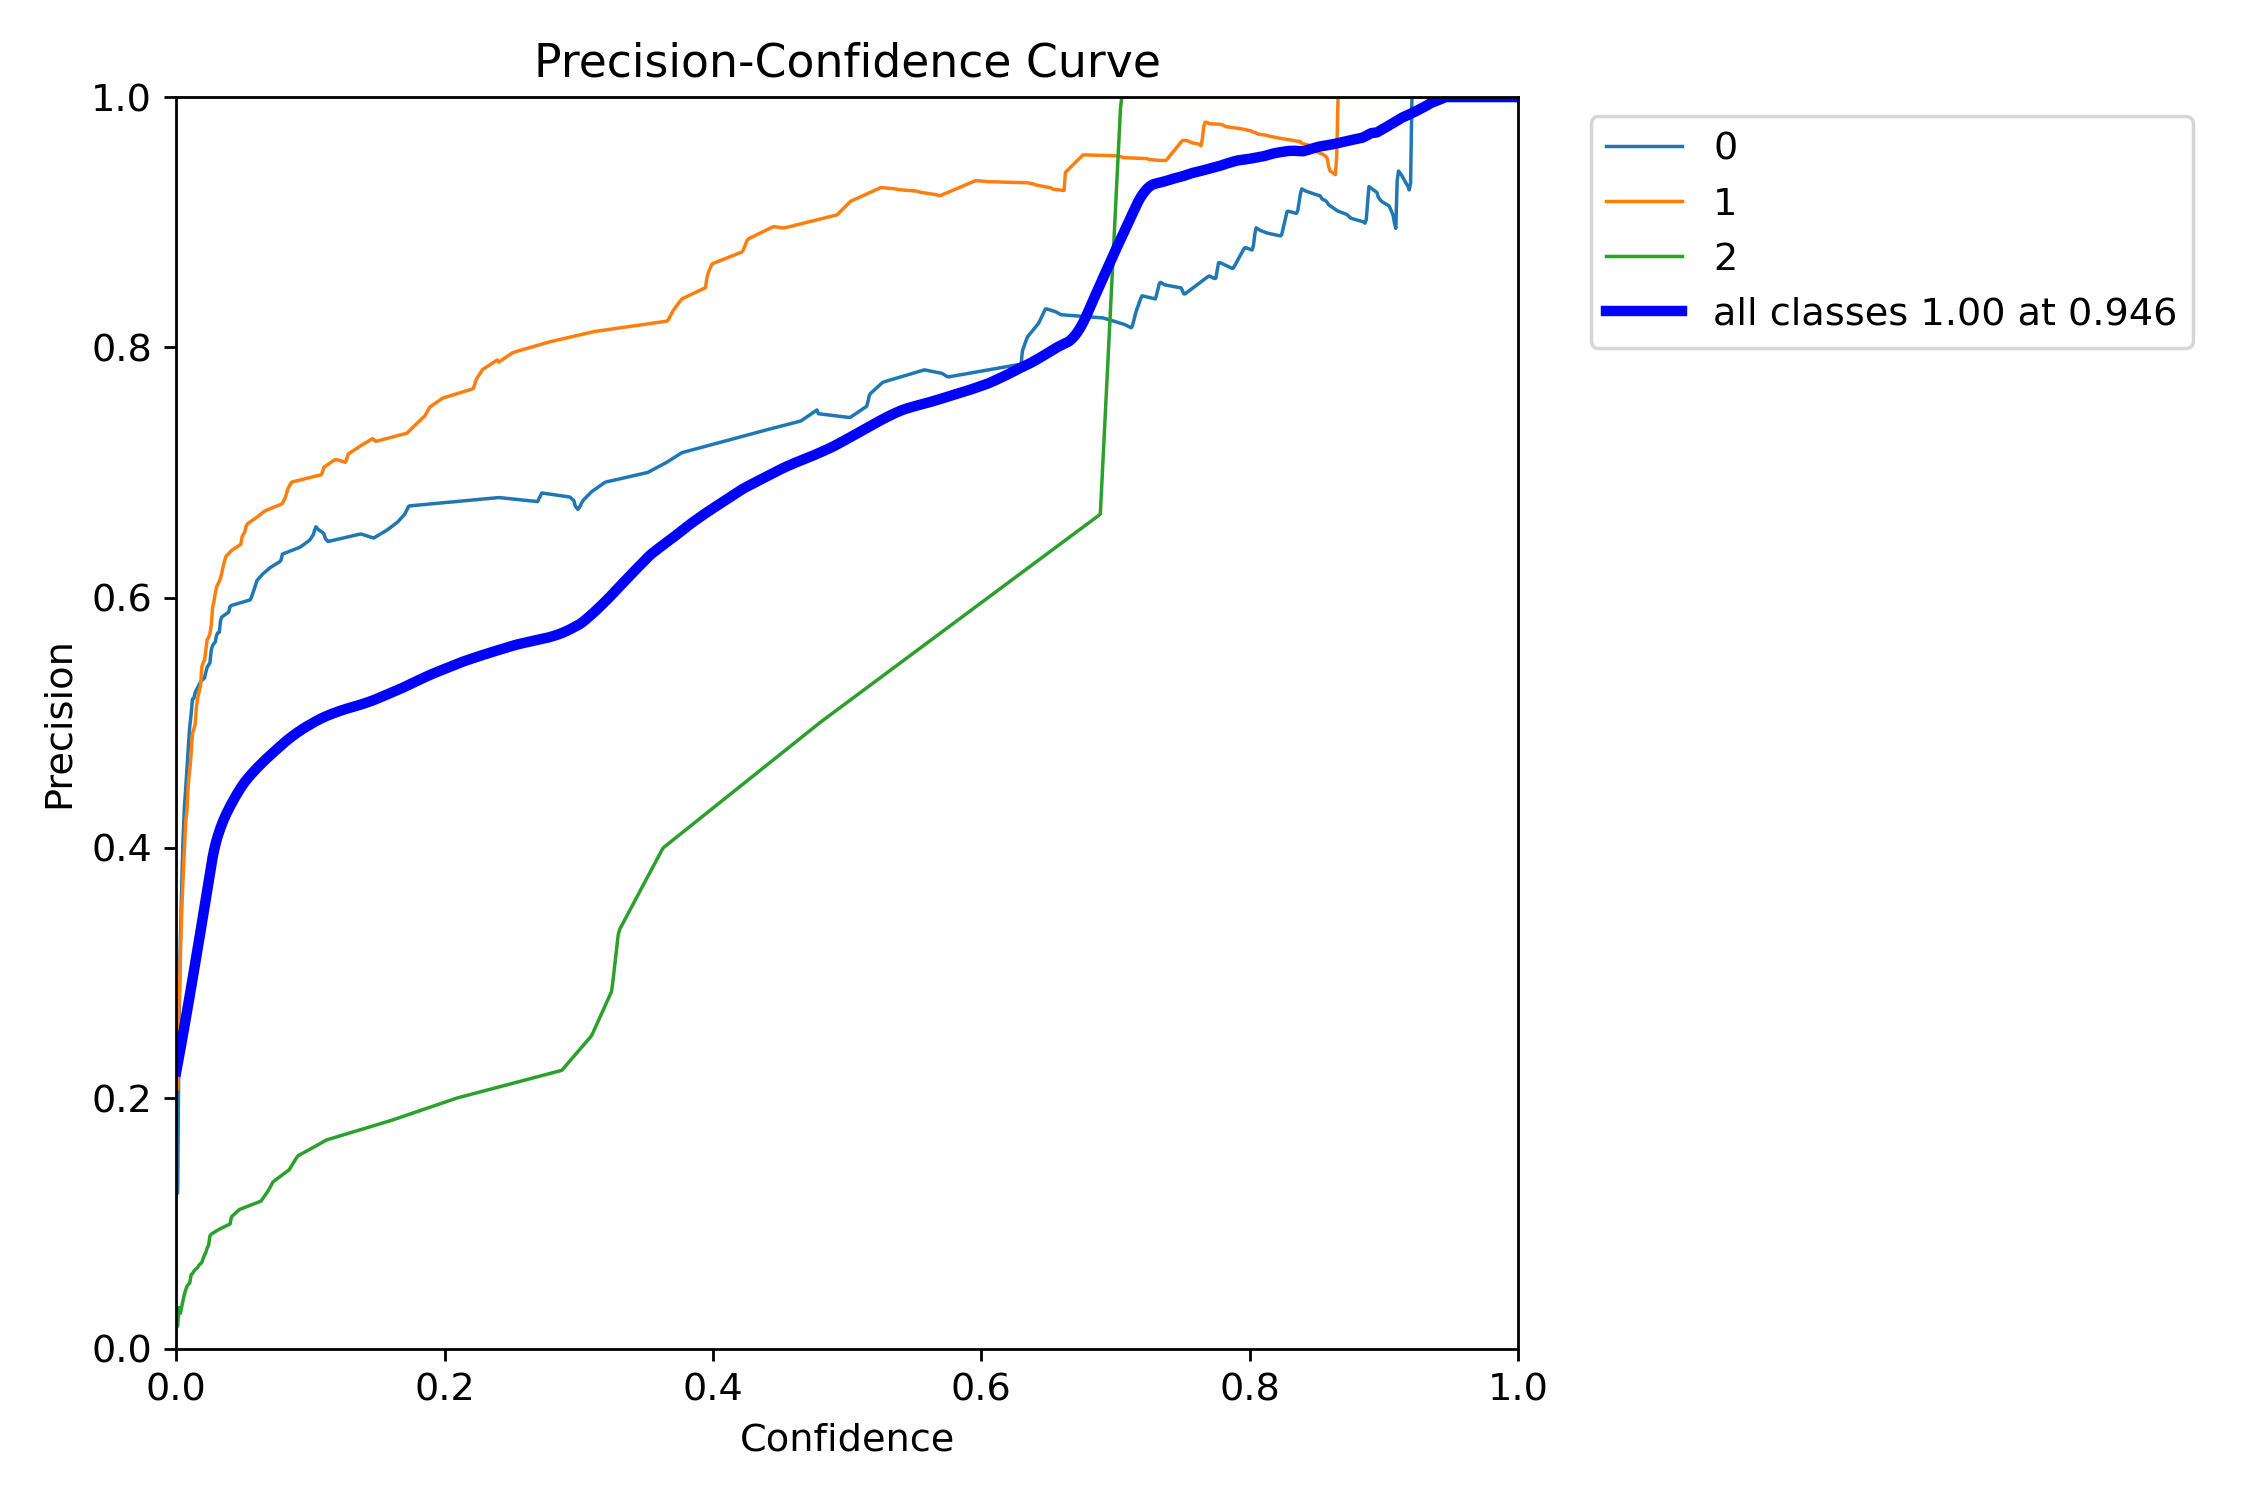 Precision-Confidence Curve
1.0
0.8
0.6
0.4
0.2
0.0
Precision
0.0 0.2 0.4 0.6 0.8 1.0
Confidence
0
1
2
all classes 1.00 at 0.946